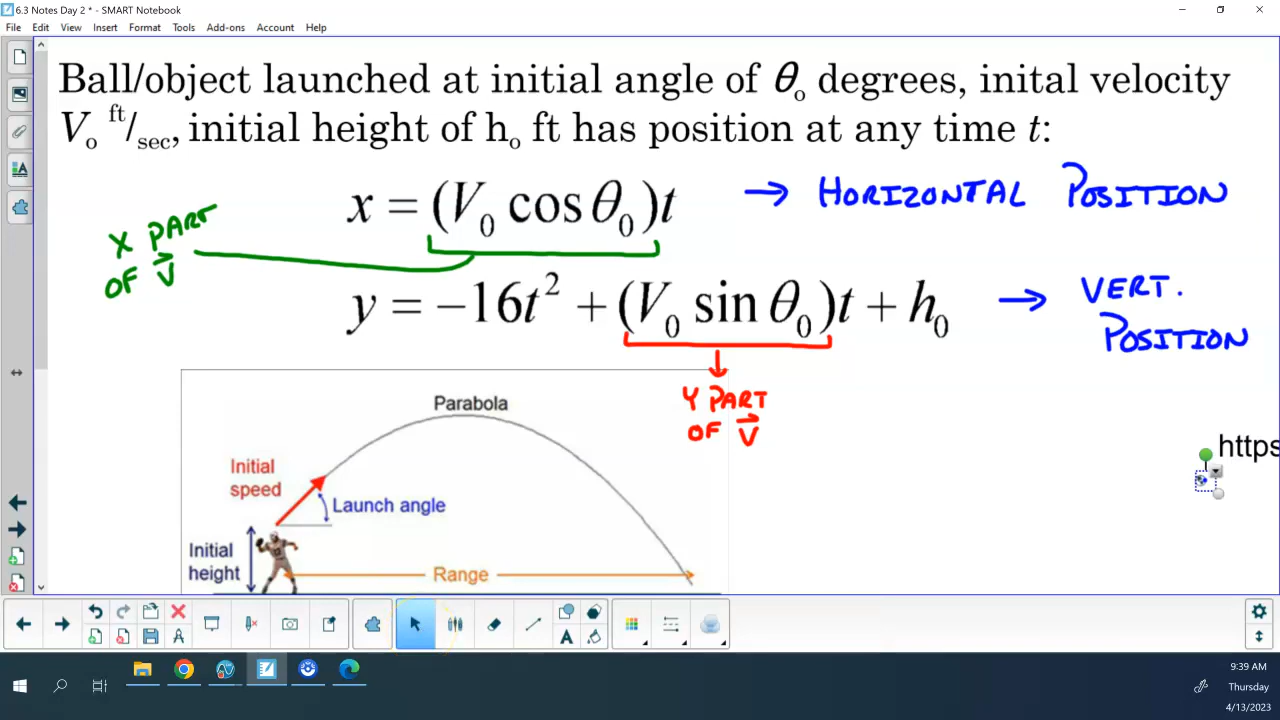 6.3 Notes Day 2 * - SMART Notebook
File Edit View Insert Format Tools Add-ons Account Help
Ball/object launched at initial angle of θo degrees, inital velocity
Vo ft/sec, initial height of ho ft has position at any time t:
x = (V0 cos θ0)t → HORIZONTAL POSITION
X PART
OF V⃗
y = −16t² + (V0 sin θ0)t + h0 → VERT.
POSITION
Y PART
OF V⃗
Parabola
Initial
speed
Launch angle
Initial
height
Range
https
9:39 AM
Thursday
4/13/2023